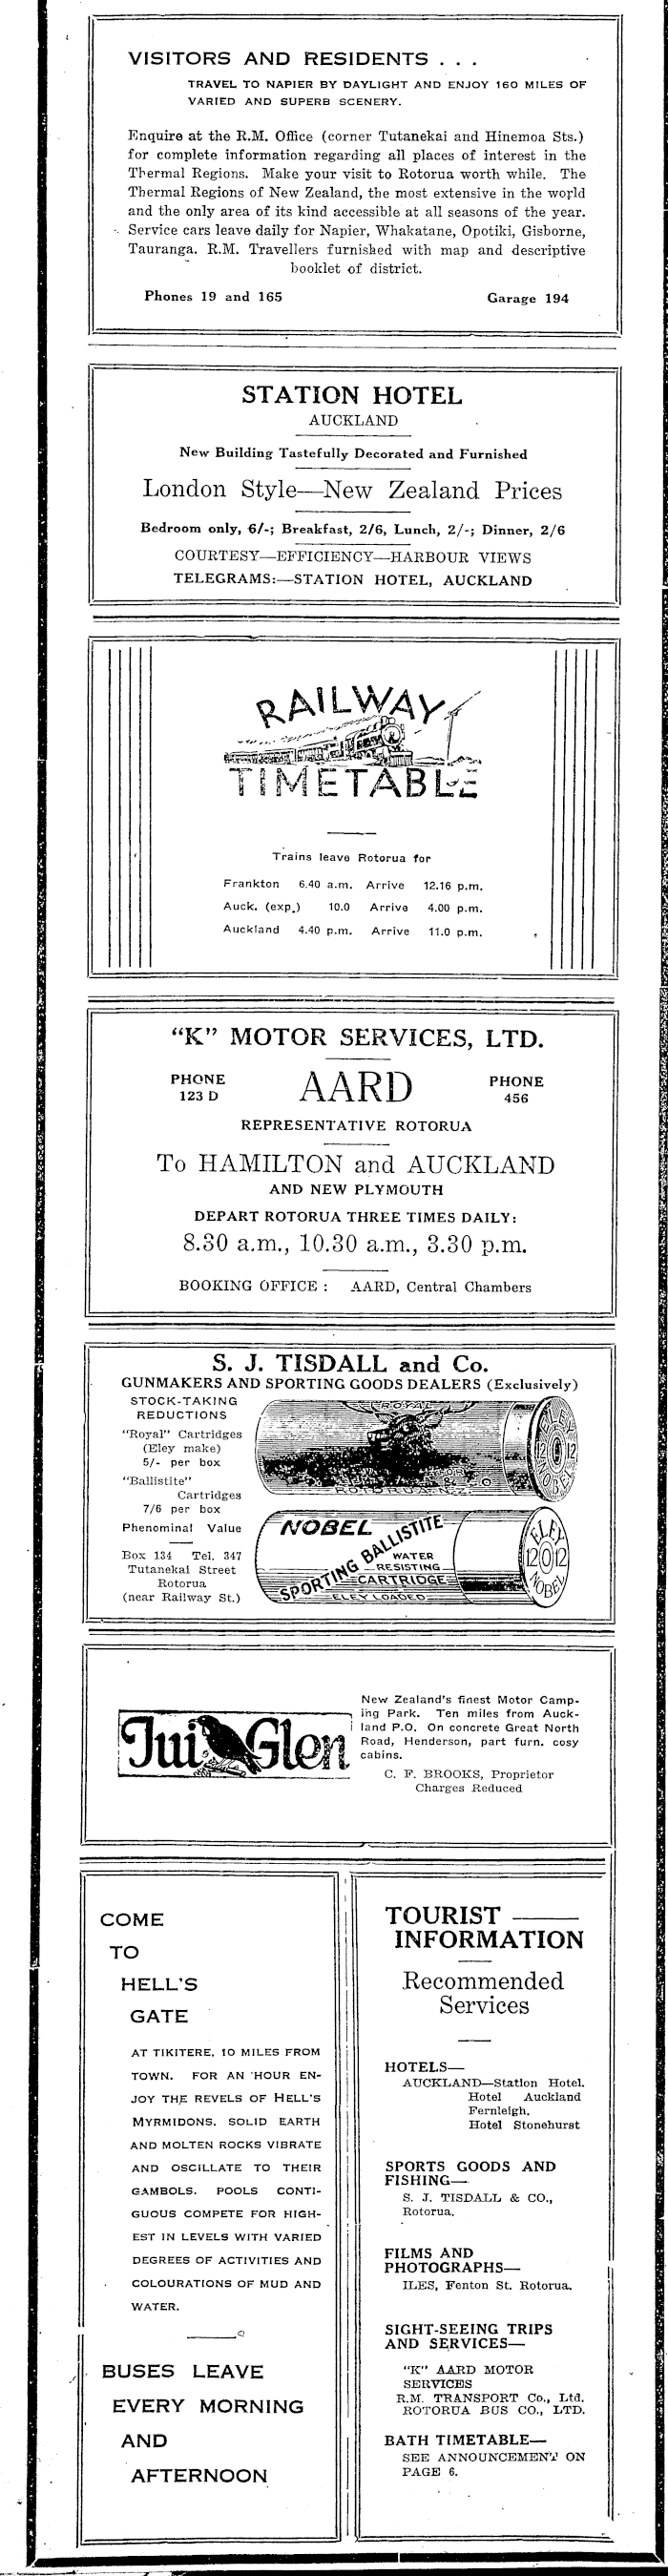 VISITORS AND RESIDENTS . . .
TRAVEL TO NAPIER BY DAYLIGHT AND ENJOY 160 MILES OF
VARIED AND SUPERB SCENERY.
Enquire at the R.M. Office (corner Tutanekai and Hinemoa Sts.)
for complete information regarding all places of interest in the
Thermal Regions. Make your visit to Rotorua worth while. The
Thermal Regions of New Zealand, the most extensive in the world
and the only area of its kind accessible at all seasons of the year.
Service cars leave daily for Napier, Whakatane, Opotiki, Gisborne,
Tauranga. R.M. Travellers furnished with map and descriptive
booklet of district.
Phones 19 and 165 Garage 194
STATION HOTEL
AUCKLAND
New Building Tastefully Decorated and Furnished
London Style—New Zealand Prices
Bedroom only, 6/-; Breakfast, 2/6, Lunch, 2/-; Dinner, 2/6
COURTESY—EFFICIENCY—HARBOUR VIEWS
TELEGRAMS:—STATION HOTEL, AUCKLAND
RAILWAY
TIMETABLE
Trains leave Rotorua for
Frankton 6.40 a.m. Arrive 12.16 p.m.
Auck. (exp.) 10.0 Arrive 4.00 p.m.
Auckland 4.40 p.m. Arrive 11.0 p.m.
"K" MOTOR SERVICES, LTD.
PHONE
123 D
AARD
PHONE
456
REPRESENTATIVE ROTORUA
To HAMILTON and AUCKLAND
AND NEW PLYMOUTH
DEPART ROTORUA THREE TIMES DAILY:
8.30 a.m., 10.30 a.m., 3.30 p.m.
BOOKING OFFICE : AARD, Central Chambers
S. J. TISDALL and Co.
GUNMAKERS AND SPORTING GOODS DEALERS (Exclusively)
STOCK-TAKING
REDUCTIONS
"Royal" Cartridges
(Eley make)
5/- per box
"Ballistite"
Cartridges
7/6 per box
Phenominal Value
Box 134 Tel. 347
Tutanekai Street
Rotorua
(near Railway St.)
ROYAL
ELEY
12 12
NOBEL
NOBEL
SPORTING BALLISTITE
WATER
RESISTING
CARTRIDGE
ELEY LOADED
ELEY
12 12
NOBEL
Tui Glen
New Zealand's finest Motor Camp-
ing Park. Ten miles from Auck-
land P.O. On concrete Great North
Road, Henderson, part furn. cosy
cabins.
C. F. BROOKS, Proprietor
Charges Reduced
COME
TO
HELL'S
GATE
AT TIKITERE, 10 MILES FROM
TOWN. FOR AN HOUR EN-
JOY THE REVELS OF HELL'S
MYRMIDONS. SOLID EARTH
AND MOLTEN ROCKS VIBRATE
AND OSCILLATE TO THEIR
GAMBOLS. POOLS CONTI-
GUOUS COMPETE FOR HIGH-
EST IN LEVELS WITH VARIED
DEGREES OF ACTIVITIES AND
COLOURATIONS OF MUD AND
WATER.
BUSES LEAVE
EVERY MORNING
AND
AFTERNOON
TOURIST
INFORMATION
Recommended
Services
HOTELS—
AUCKLAND—Station Hotel.
Hotel Auckland
Fernleigh.
Hotel Stonehurst
SPORTS GOODS AND
FISHING—
S. J. TISDALL & CO.,
Rotorua.
FILMS AND
PHOTOGRAPHS—
ILES, Fenton St. Rotorua.
SIGHT-SEEING TRIPS
AND SERVICES—
"K" AARD MOTOR
SERVICES
R.M. TRANSPORT Co., Ltd.
ROTORUA BUS CO., LTD.
BATH TIMETABLE—
SEE ANNOUNCEMENT ON
PAGE 6.